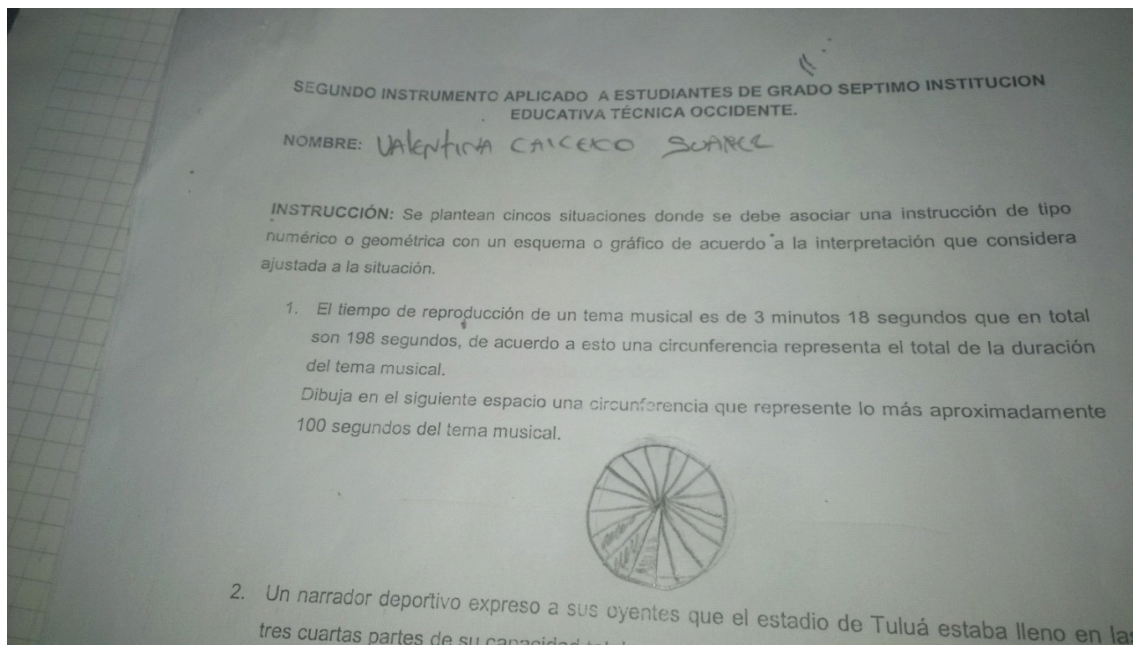 SEGUNDO INSTRUMENTO APLICADO A ESTUDIANTES DE GRADO SEPTIMO INSTITUCION
EDUCATIVA TÉCNICA OCCIDENTE.
NOMBRE: VALENTINA CAICEDO SUAREZ
INSTRUCCIÓN: Se plantean cincos situaciones donde se debe asociar una instrucción de tipo
numérico o geométrica con un esquema o gráfico de acuerdo a la interpretación que considera
ajustada a la situación.
1. El tiempo de reproducción de un tema musical es de 3 minutos 18 segundos que en total
son 198 segundos, de acuerdo a esto una circunferencia representa el total de la duración
del tema musical.
Dibuja en el siguiente espacio una circunferencia que represente lo más aproximadamente
100 segundos del tema musical.
2. Un narrador deportivo expreso a sus oyentes que el estadio de Tuluá estaba lleno en las
tres cuartas partes de su